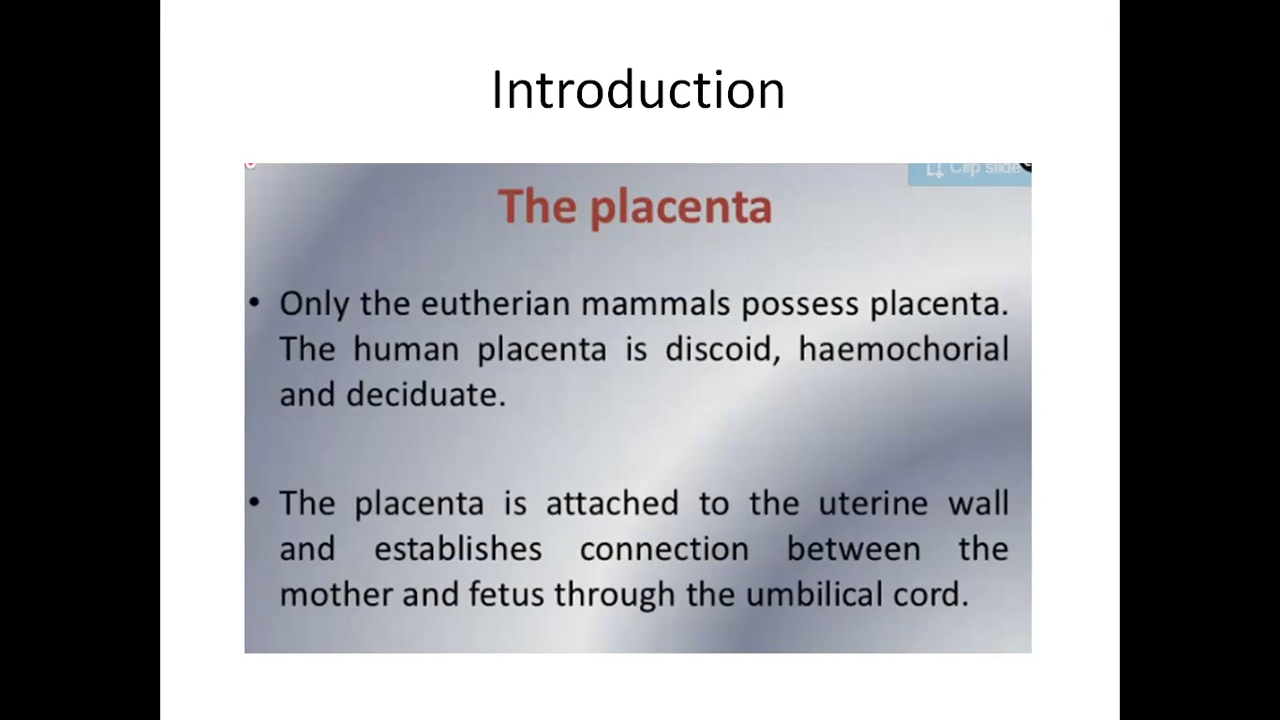 Introduction
Clip slide
The placenta
• Only the eutherian mammals possess placenta.
The human placenta is discoid, haemochorial
and deciduate.
• The placenta is attached to the uterine wall
and establishes connection between the
mother and fetus through the umbilical cord.